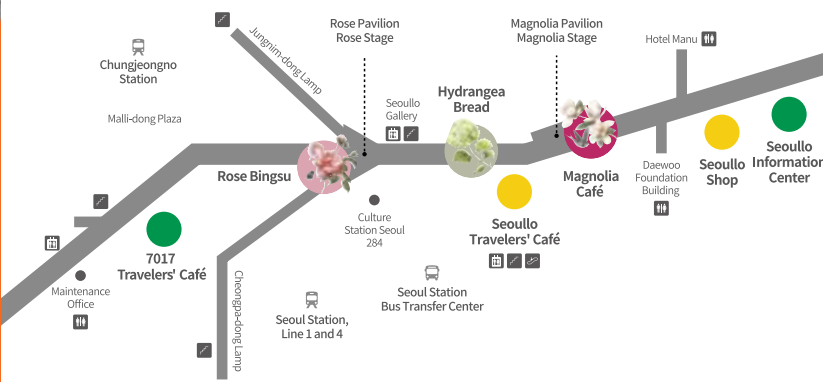 Rose Pavilion
Rose Stage
Magnolia Pavilion
Magnolia Stage
Jungnim-dong Lamp
Hotel Manu
Chungjeongno
Station
Hydrangea
Bread
Seoullo
Gallery
Malli-dong Plaza
Rose Bingsu
Magnolia
Café
Daewoo
Foundation
Building
Seoullo
Shop
Seoullo
Information
Center
Culture
Station Seoul
284
Seoullo
Travelers' Café
7017
Travelers' Café
Maintenance
Office
Cheongpa-dong Lamp
Seoul Station,
Line 1 and 4
Seoul Station
Bus Transfer Center